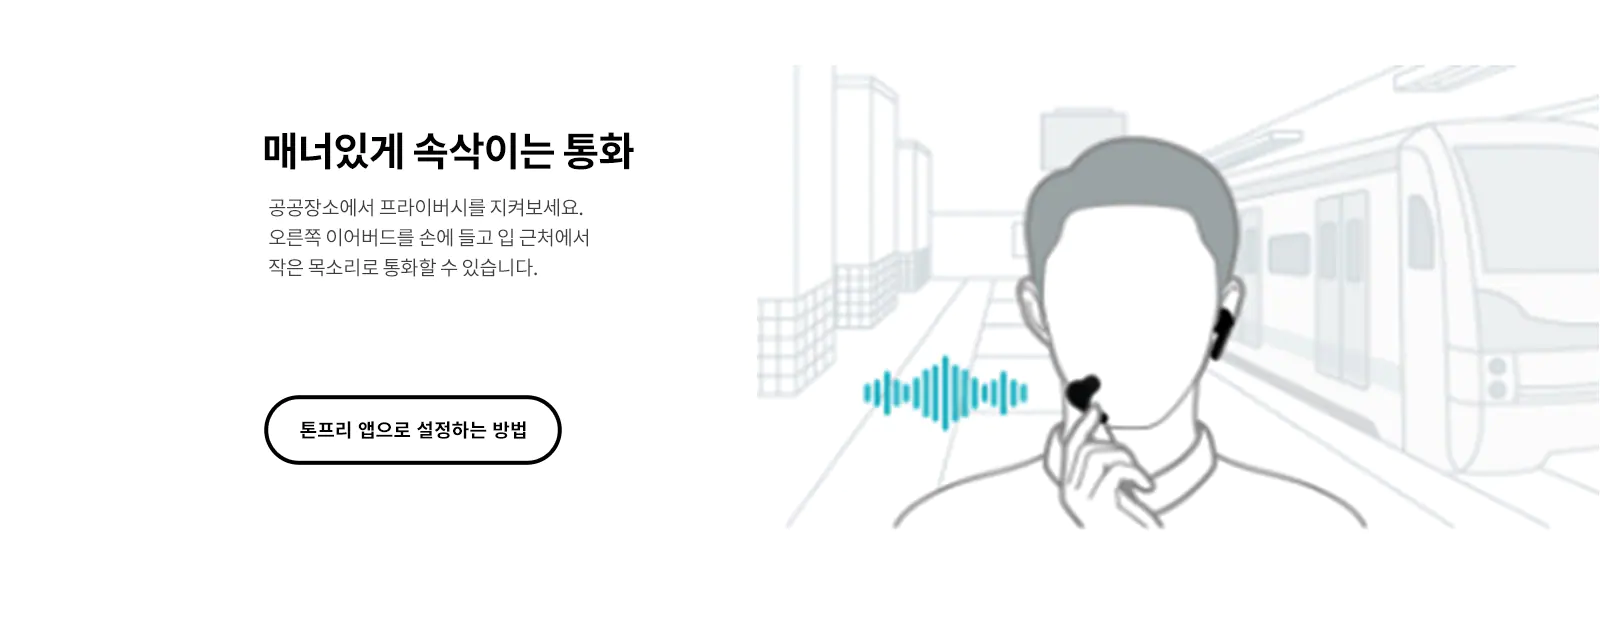 매너있게 속삭이는 통화
공공장소에서 프라이버시를 지켜보세요.
오른쪽 이어버드를 손에 들고 입 근처에서
작은 목소리로 통화할 수 있습니다.
톤프리 앱으로 설정하는 방법